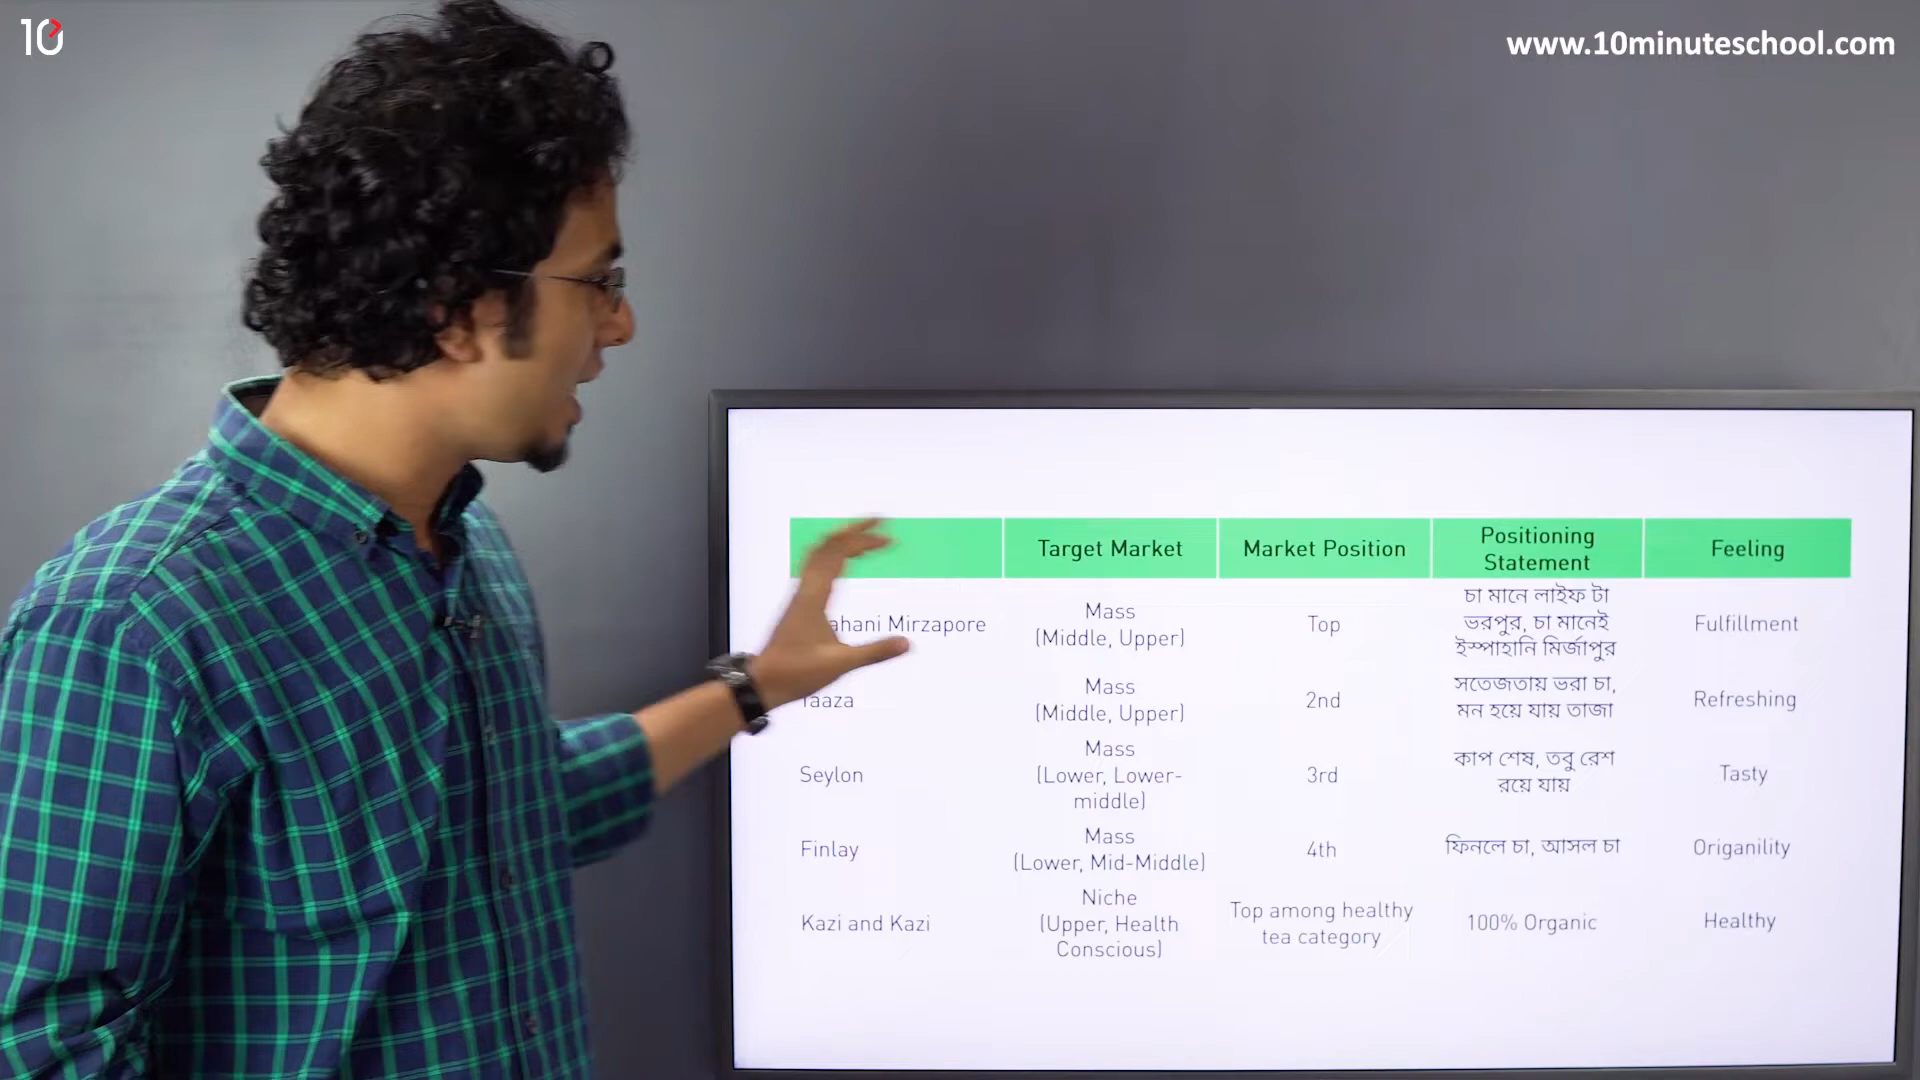 10
www.10minuteschool.com
Target Market
Market Position
Positioning
Statement
Feeling
Mirzapore
Mass
(Middle, Upper)
Top
চা মানে লাইফ টা
ভরপুর, চা মানেই
ইস্পাহানি মির্জাপুর
Fulfillment
Mass
(Middle, Upper)
2nd
সতেজতায় ভরা চা,
মন হয়ে যায় তাজা
Refreshing
Seylon
Mass
(Lower, Lower-
middle)
3rd
কাপ শেষ, তবু রেশ
রয়ে যায়
Tasty
Finlay
Mass
(Lower, Mid-Middle)
4th
ফিনলে চা, আসল চা
Origanility
Kazi and Kazi
Niche
(Upper, Health
Conscious)
Top among healthy
tea category
100% Organic
Healthy